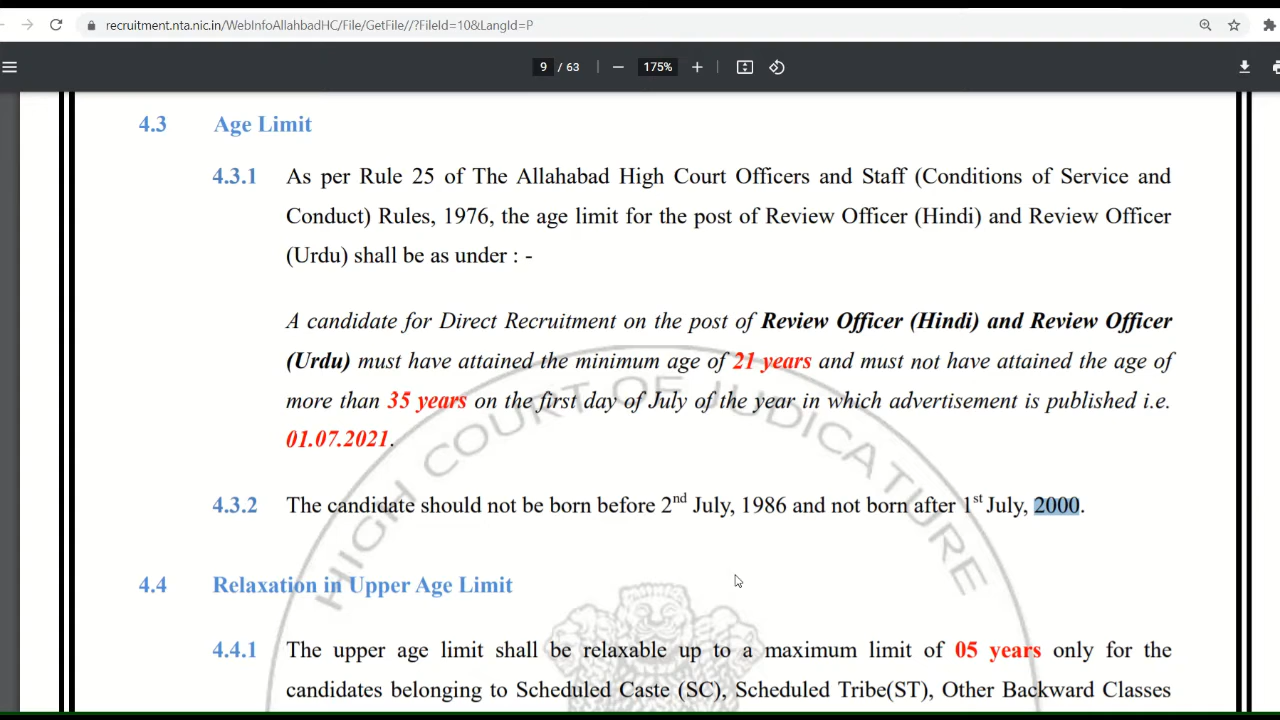 recruitment.nta.nic.in/WebInfoAllahbadHC/File/GetFile//?FileId=10&LangId=P
9 / 63 — 175% +
4.3 Age Limit
4.3.1 As per Rule 25 of The Allahabad High Court Officers and Staff (Conditions of Service and
Conduct) Rules, 1976, the age limit for the post of Review Officer (Hindi) and Review Officer
(Urdu) shall be as under : -
A candidate for Direct Recruitment on the post of Review Officer (Hindi) and Review Officer
(Urdu) must have attained the minimum age of 21 years and must not have attained the age of
more than 35 years on the first day of July of the year in which advertisement is published i.e.
01.07.2021.
4.3.2 The candidate should not be born before 2nd July, 1986 and not born after 1st July, 2000.
4.4 Relaxation in Upper Age Limit
4.4.1 The upper age limit shall be relaxable up to a maximum limit of 05 years only for the
candidates belonging to Scheduled Caste (SC), Scheduled Tribe(ST), Other Backward Classes
HIGH COURT OF JUDICATURE